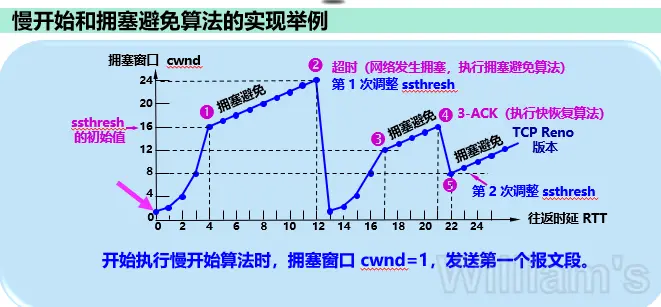 慢开始和拥塞避免算法的实现举例
拥塞窗口 cwnd
24
20
16
12
8
4
0
ssthresh
的初始值
① 拥塞避免
② 超时（网络发生拥塞，执行拥塞避免算法）
第 1 次调整 ssthresh
③ 拥塞避免
④ 3-ACK（执行快恢复算法）
TCP Reno
版本
拥塞避免
⑤
第 2 次调整 ssthresh
0 2 4 6 8 10 12 14 16 18 20 22 24
往返时延 RTT
开始执行慢开始算法时，拥塞窗口 cwnd=1，发送第一个报文段。
William's